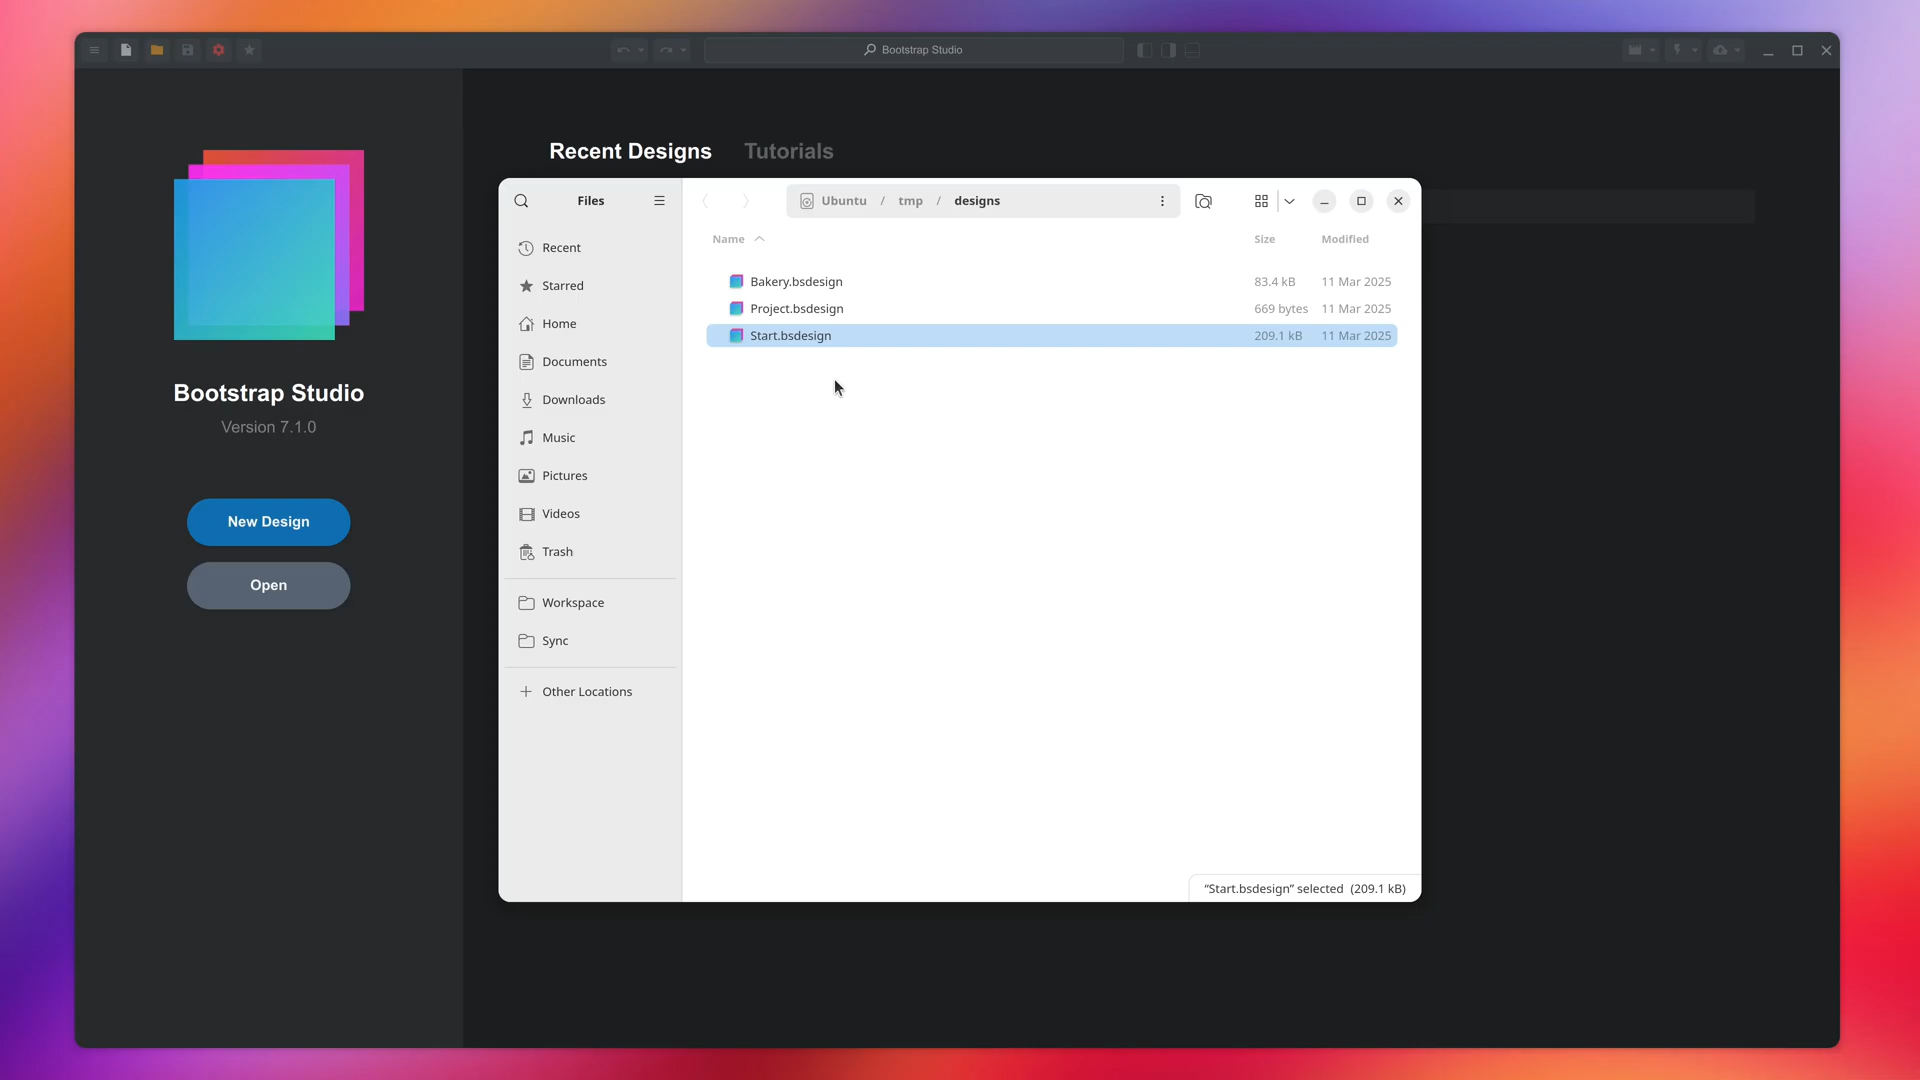 Bootstrap Studio
Recent Designs
Tutorials
Bootstrap Studio
Version 7.1.0
New Design
Open
Files
Ubuntu / tmp / designs
Recent
Starred
Home
Documents
Downloads
Music
Pictures
Videos
Trash
Workspace
Sync
Other Locations
Name Size Modified
Bakery.bsdesign 83.4 kB 11 Mar 2025
Project.bsdesign 669 bytes 11 Mar 2025
Start.bsdesign 209.1 kB 11 Mar 2025
“Start.bsdesign” selected (209.1 kB)